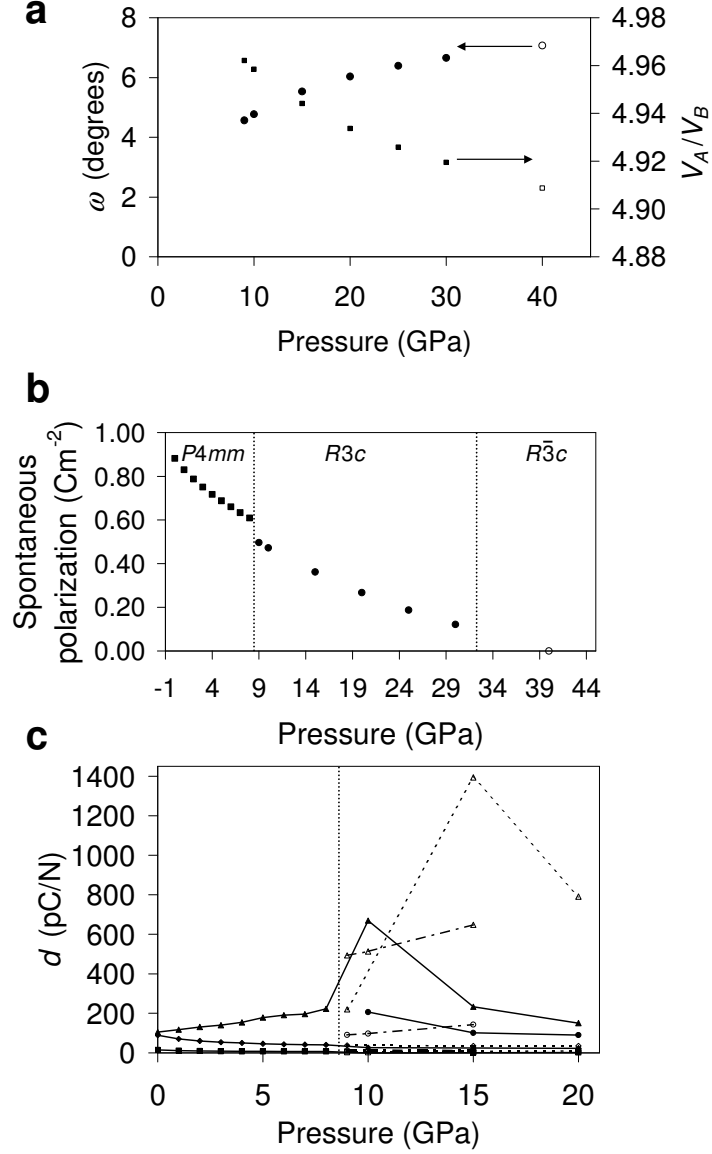 a
8
6
4
2
0
ω (degrees)
4.98
4.96
4.94
4.92
4.90
4.88
V_A/V_B
0 10 20 30 40
Pressure (GPa)
b
1.00
0.80
0.60
0.40
0.20
0.00
Spontaneous
polarization (Cm⁻²)
P4mm R3c R3̄c
-1 4 9 14 19 24 29 34 39 44
Pressure (GPa)
c
1400
1200
1000
800
600
400
200
0
d (pC/N)
0 5 10 15 20
Pressure (GPa)